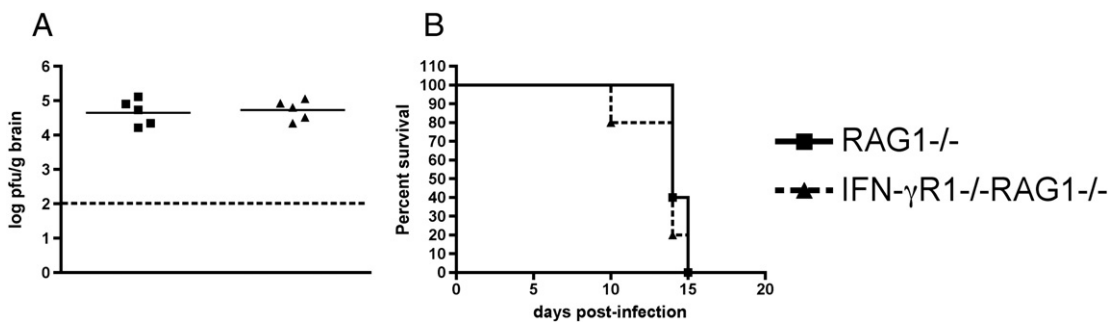 A
B
6
5
4
3
2
1
0
log pfu/g brain
110
100
90
80
70
60
50
40
30
20
10
0
Percent survival
0 5 10 15 20
days post-infection
RAG1-/-
IFN-γR1-/-RAG1-/-